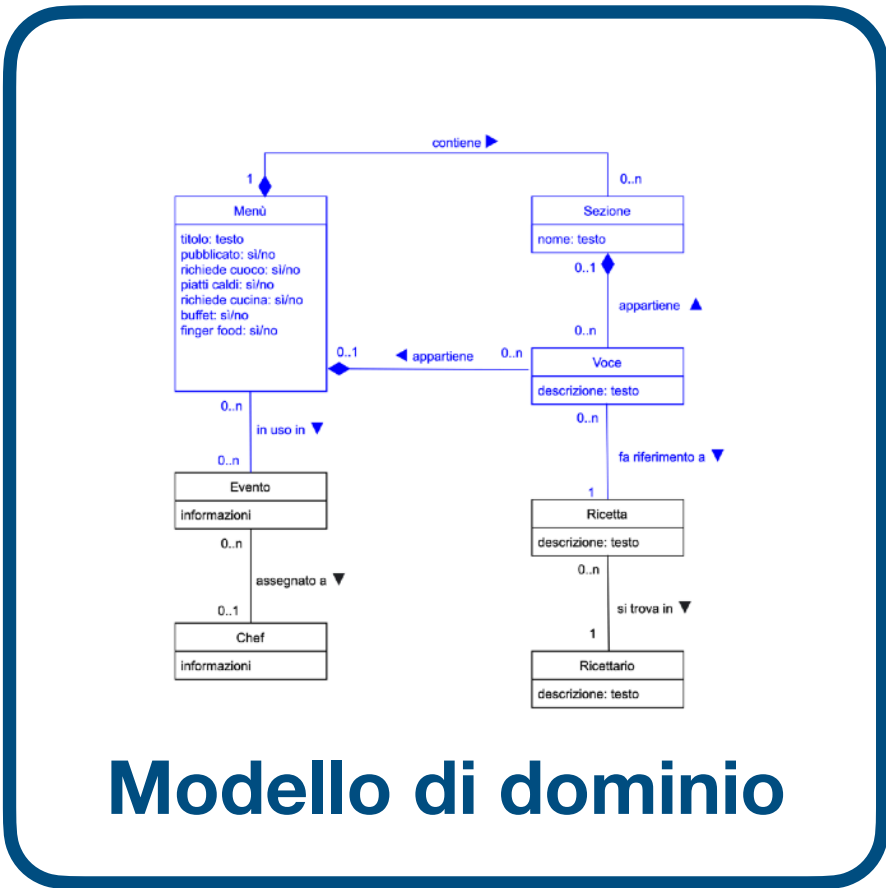 contiene ▶
1
0..n
Menù
titolo: testo
pubblicato: sì/no
richiede cuoco: sì/no
piatti caldi: sì/no
richiede cucina: sì/no
buffet: sì/no
finger food: sì/no
Sezione
nome: testo
0..1
appartiene ▲
0..n
0..1
◀ appartiene
0..n
Voce
descrizione: testo
0..n
in uso in ▼
0..n
0..n
fa riferimento a ▼
1
Evento
informazioni
Ricetta
descrizione: testo
0..n
assegnato a ▼
0..1
0..n
si trova in ▼
1
Chef
informazioni
Ricettario
descrizione: testo
Modello di dominio